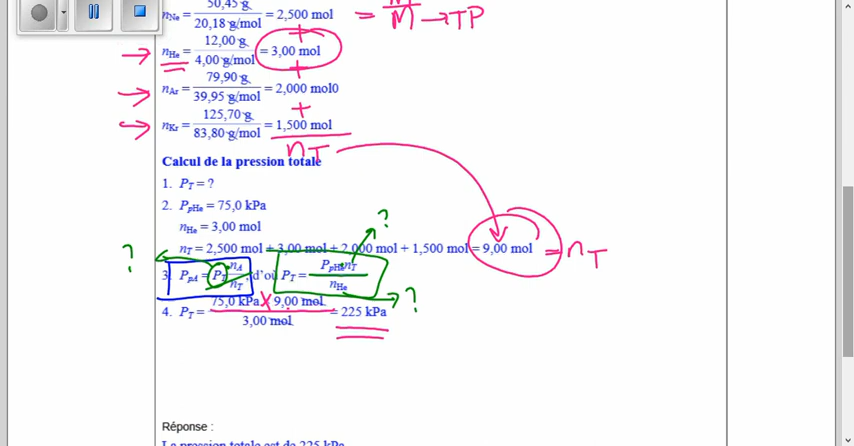 n_Ne = 50,45 g / 20,18 g/mol = 2,500 mol = M → TP
+
n_He = 12,00 g / 4,00 g/mol = 3,00 mol
+
n_Ar = 79,90 g / 39,95 g/mol = 2,000 mol0
+
n_Kr = 125,70 g / 83,80 g/mol = 1,500 mol
n_T
Calcul de la pression totale
1. P_T = ?
2. P_pHe = 75,0 kPa
n_He = 3,00 mol
?
n_T = 2,500 mol + 3,00 mol + 2,000 mol + 1,500 mol = 9,00 mol = n_T
?
3. P_pA = P_T n_A / n_T d'où P_T = P_pHe n_T / n_He
?
4. P_T = 75,0 kPa × 9,00 mol / 3,00 mol = 225 kPa
Réponse :
La pression totale est de 225 kPa